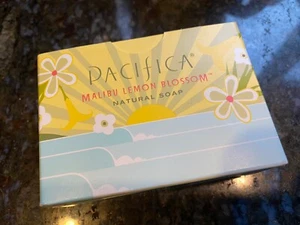 PACIFICA®
MALIBU LEMON BLOSSOM™
NATURAL SOAP